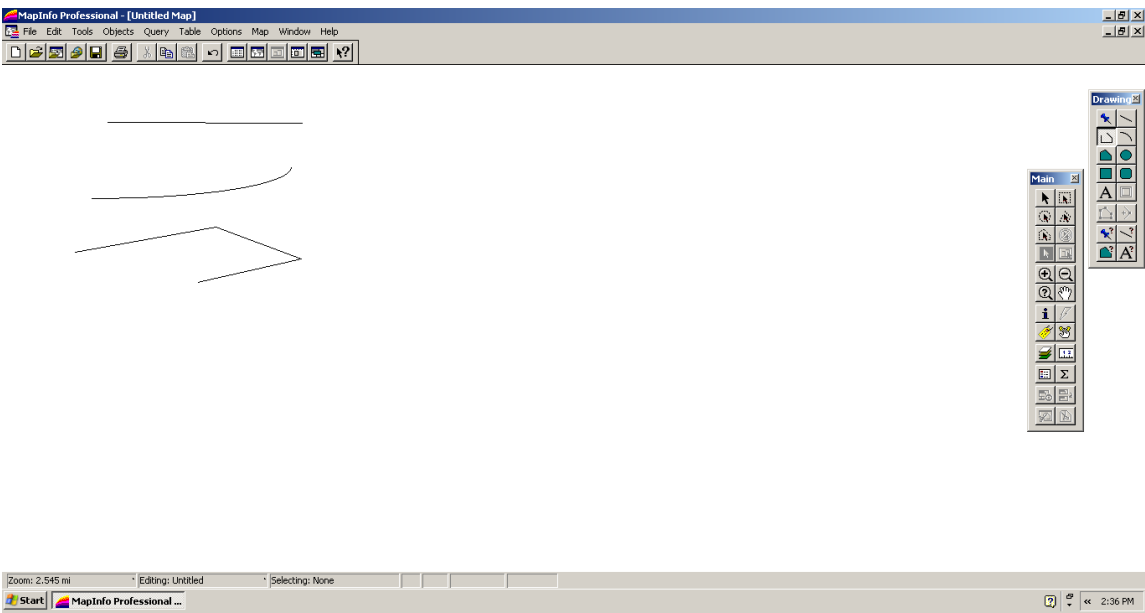 MapInfo Professional - [Untitled Map]
File Edit Tools Objects Query Table Options Map Window Help
Drawing
A
Main
A?
i
Σ
Zoom: 2.545 mi Editing: Untitled Selecting: None
Start MapInfo Professional ... « 2:36 PM